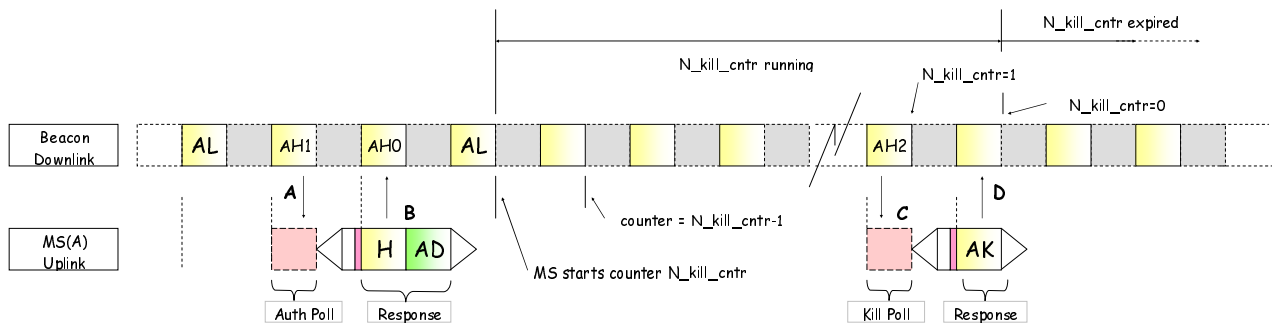 N_kill_cntr expired
N_kill_cntr running
N_kill_cntr=1
N_kill_cntr=0
Beacon
Downlink
AL
AH1
AH0
AL
AH2
A
B
C
D
counter = N_kill_cntr-1
MS(A)
Uplink
H
AD
AK
MS starts counter N_kill_cntr
Auth Poll
Response
Kill Poll
Response